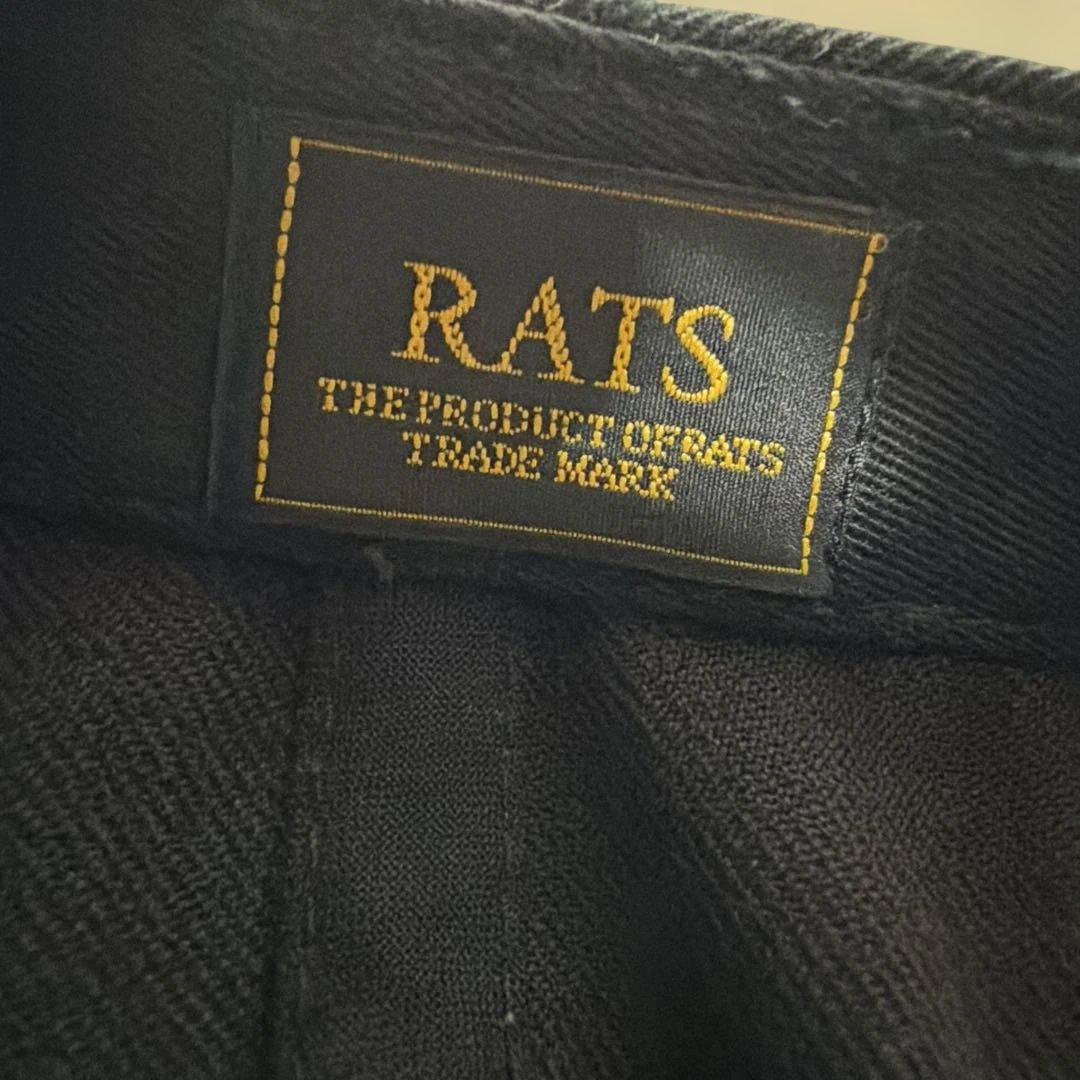 RATS
THE PRODUCT OF RATS
TRADE MARK